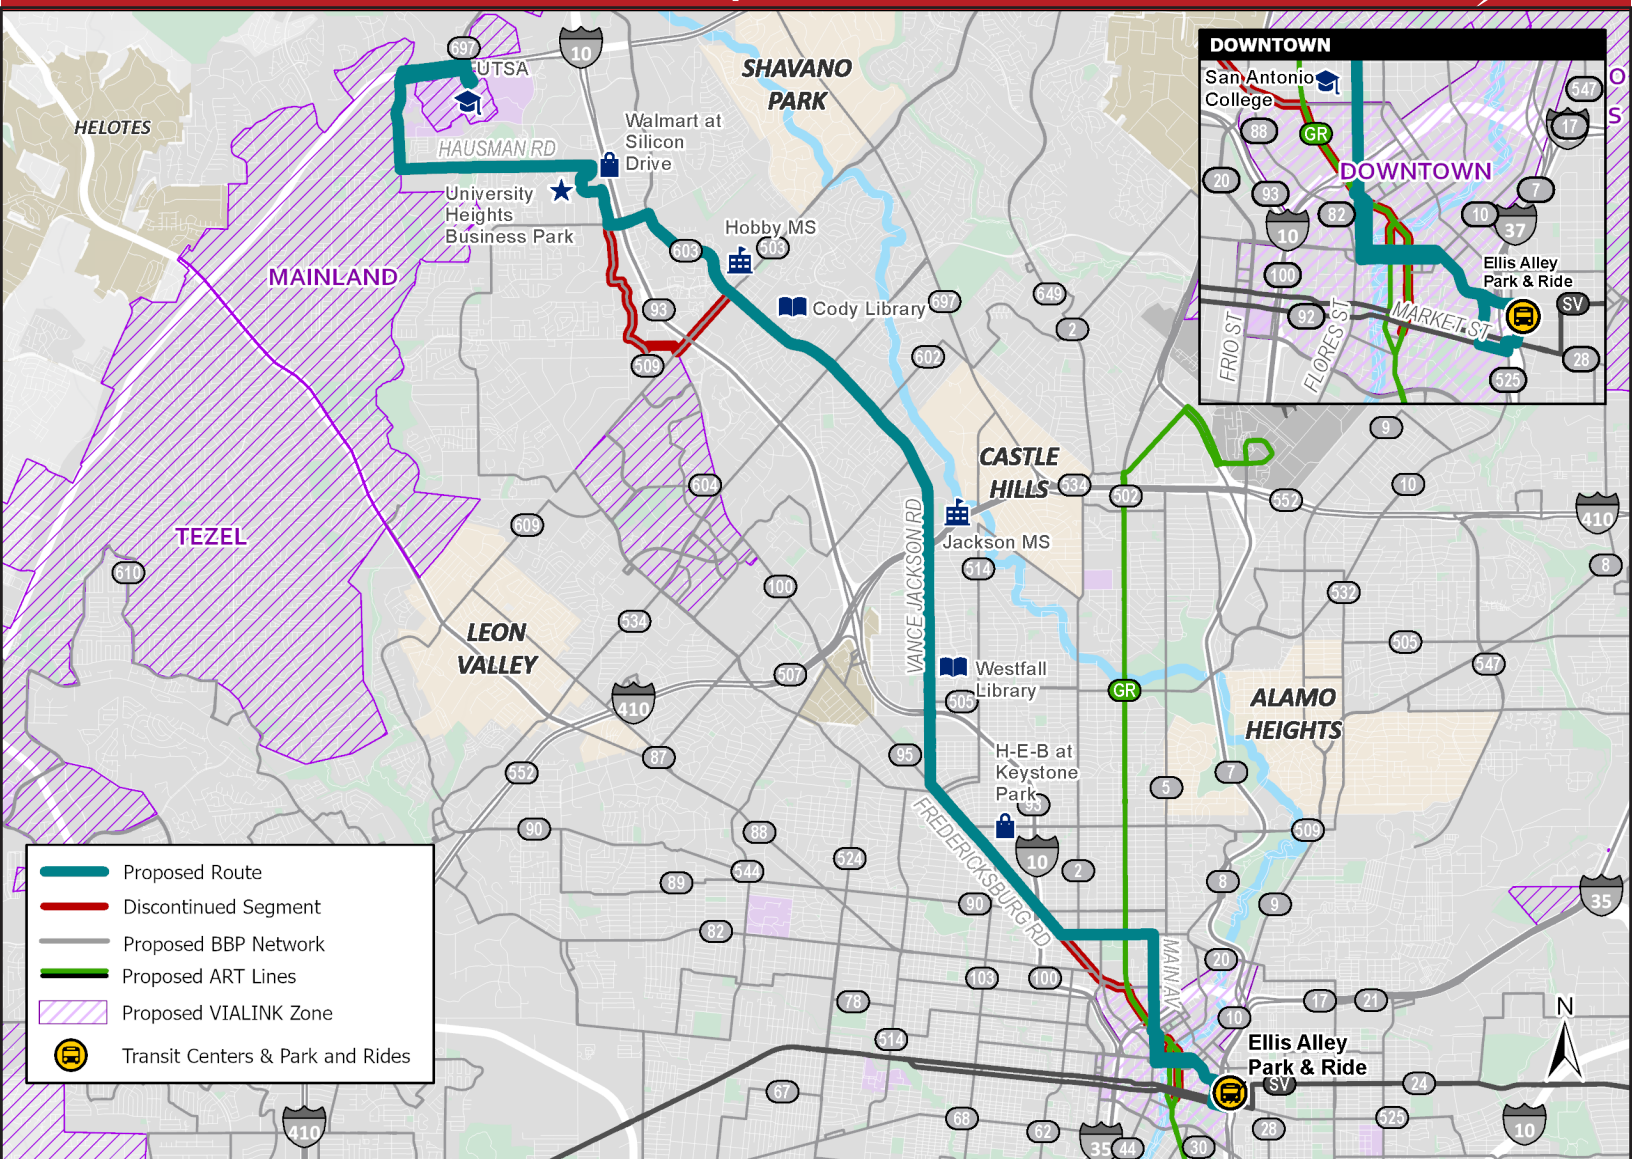 697
UTSA
10
SHAVANO
PARK
HELOTES
HAUSMAN RD
Walmart at
Silicon
Drive
University
Heights
Business Park
Hobby MS
603
503
MAINLAND
93
Cody Library
697
649
2
509
602
DOWNTOWN
San Antonio
College
547
88
GR
17
DOWNTOWN
20
93
7
82
10
10
37
100
Ellis Alley
Park & Ride
92
SV
MARKET ST
FRIO ST
FLORES ST
28
525
O
S
9
CASTLE
HILLS
534
502
552
10
410
604
TEZEL
609
VANCE JACKSON RD
Jackson MS
514
8
610
100
532
534
LEON
VALLEY
505
547
507
Westfall
Library
505
GR
ALAMO
HEIGHTS
410
95
87
552
H-E-B at
Keystone
Park
93
7
5
FREDERICKSBURG RD
90
88
509
524
10
2
544
89
8
90
9
35
82
MAIN AV
20
103
100
78
17
21
10
514
Ellis Alley
Park & Ride
SV
24
67
68
62
525
28
410
35
44
30
10
N
Proposed Route
Discontinued Segment
Proposed BBP Network
Proposed ART Lines
Proposed VIALINK Zone
Transit Centers & Park and Rides